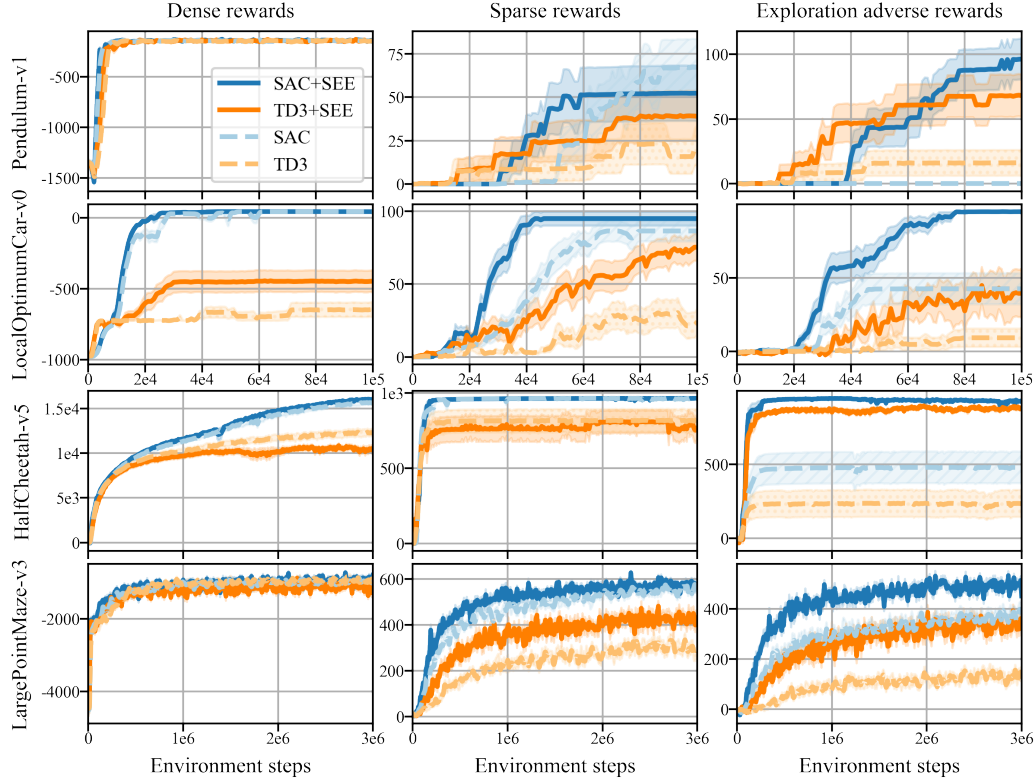 Dense rewards
Sparse rewards
Exploration adverse rewards
Pendulum-v1
-500
-1000
-1500
SAC+SEE
TD3+SEE
SAC
TD3
75
50
25
0
100
50
0
LocalOptimumCar-v0
0
-500
-1000
0 2e4 4e4 6e4 8e4 1e5
100
50
0
0 2e4 4e4 6e4 8e4 1e5
100
50
0
0 2e4 4e4 6e4 8e4 1e5
HalfCheetah-v5
1.5e4
1e4
5e3
0
1e3
500
0
500
0
LargePointMaze-v3
-2000
-4000
0 1e6 2e6 3e6
600
400
200
0
0 1e6 2e6 3e6
400
200
0
0 1e6 2e6 3e6
Environment steps
Environment steps
Environment steps